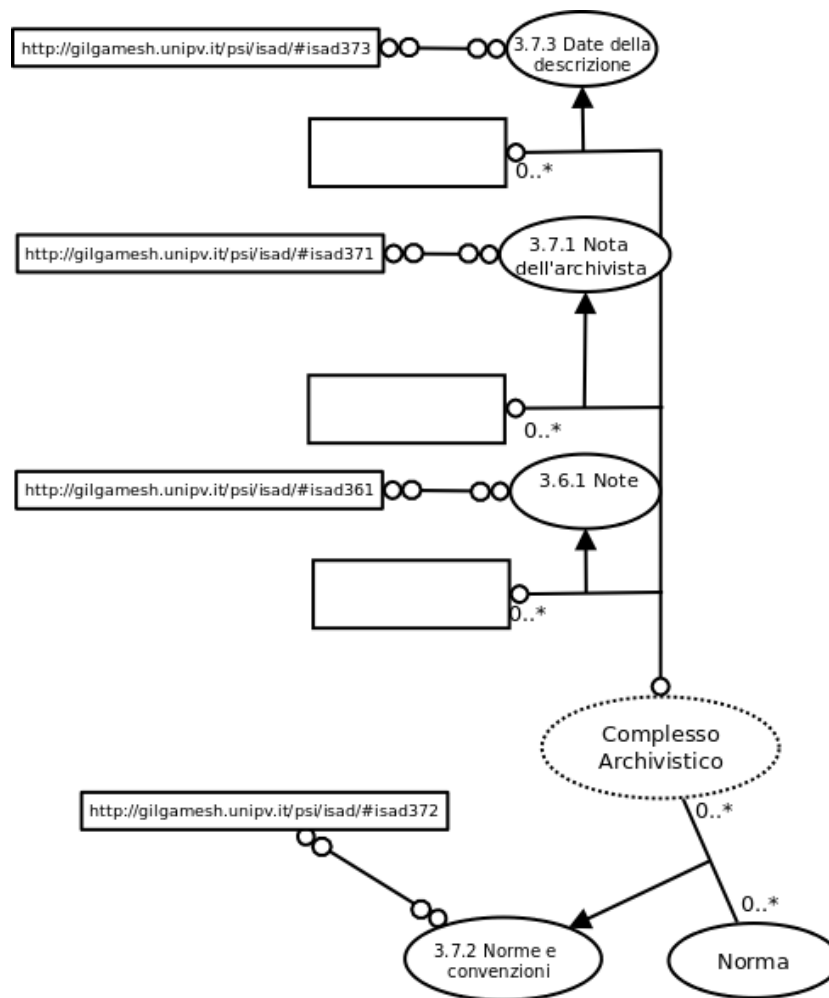 http://gilgamesh.unipv.it/psi/isad/#isad373
3.7.3 Date della
descrizione
0..*
http://gilgamesh.unipv.it/psi/isad/#isad371
3.7.1 Nota
dell'archivista
0..*
http://gilgamesh.unipv.it/psi/isad/#isad361
3.6.1 Note
0..*
Complesso
Archivistico
http://gilgamesh.unipv.it/psi/isad/#isad372
0..*
0..*
3.7.2 Norme e
convenzioni
Norma